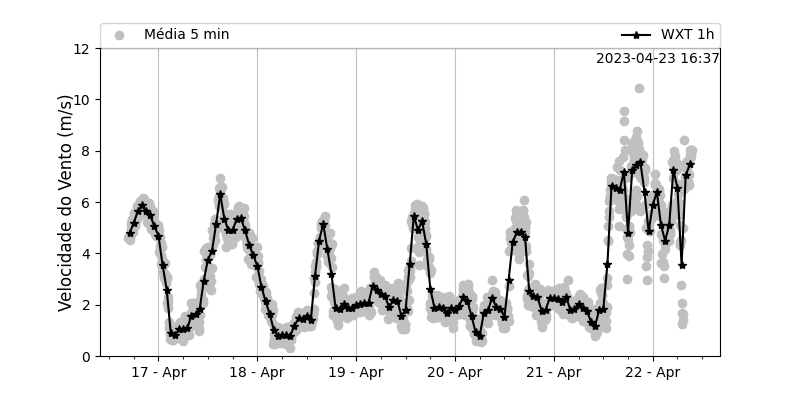 Média 5 min
WXT 1h
2023-04-23 16:37
Velocidade do Vento (m/s)
12
10
8
6
4
2
0
17 - Apr
18 - Apr
19 - Apr
20 - Apr
21 - Apr
22 - Apr